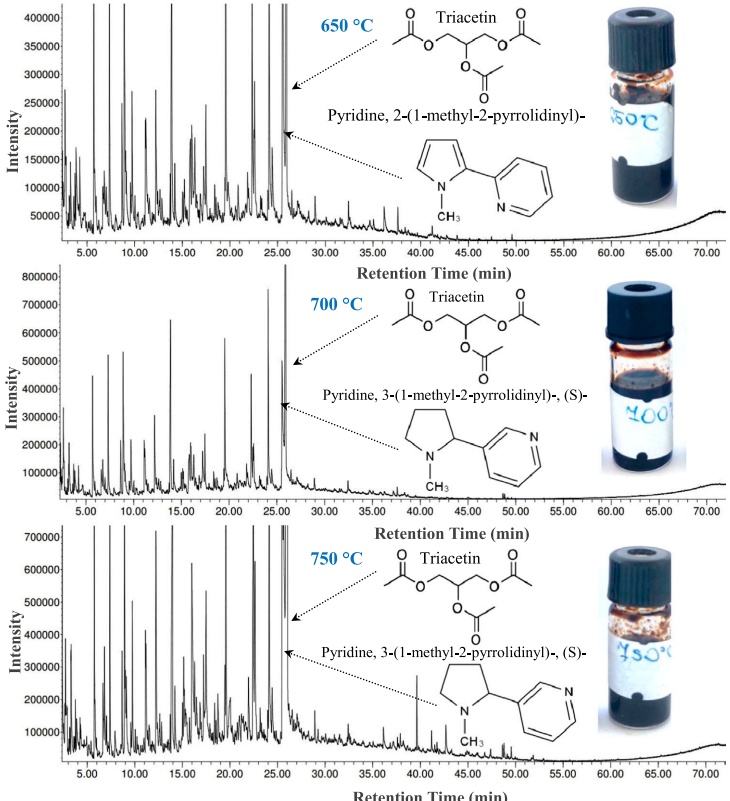 400000
350000
300000
250000
200000
150000
100000
50000
Intensity
650 °C
Triacetin
O
O
O
O
O
O
Pyridine, 2-(1-methyl-2-pyrrolidinyl)-
N
CH₃
N
650°C
5.00 10.00 15.00 20.00 25.00 30.00 35.00 40.00 45.00 50.00 55.00 60.00 65.00 70.00
Retention Time (min)
800000
700000
600000
500000
400000
300000
200000
100000
Intensity
700 °C
Triacetin
O
O
O
O
O
O
Pyridine, 3-(1-methyl-2-pyrrolidinyl)-, (S)-
N
CH₃
N
700°
5.00 10.00 15.00 20.00 25.00 30.00 35.00 40.00 45.00 50.00 55.00 60.00 65.00 70.00
Retention Time (min)
700000
600000
500000
400000
300000
200000
100000
Intensity
750 °C
Triacetin
O
O
O
O
O
O
Pyridine, 3-(1-methyl-2-pyrrolidinyl)-, (S)-
N
CH₃
N
750°C
5.00 10.00 15.00 20.00 25.00 30.00 35.00 40.00 45.00 50.00 55.00 60.00 65.00 70.00
Retention Time (min)